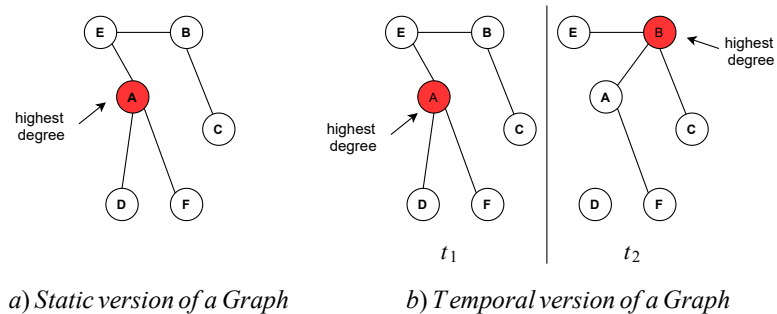 E B
A
highest
degree
C
D F
a) Static version of a Graph
E B
A
highest
degree
C
D F
t1
E B
highest
degree
A
C
D F
t2
b) Temporal version of a Graph